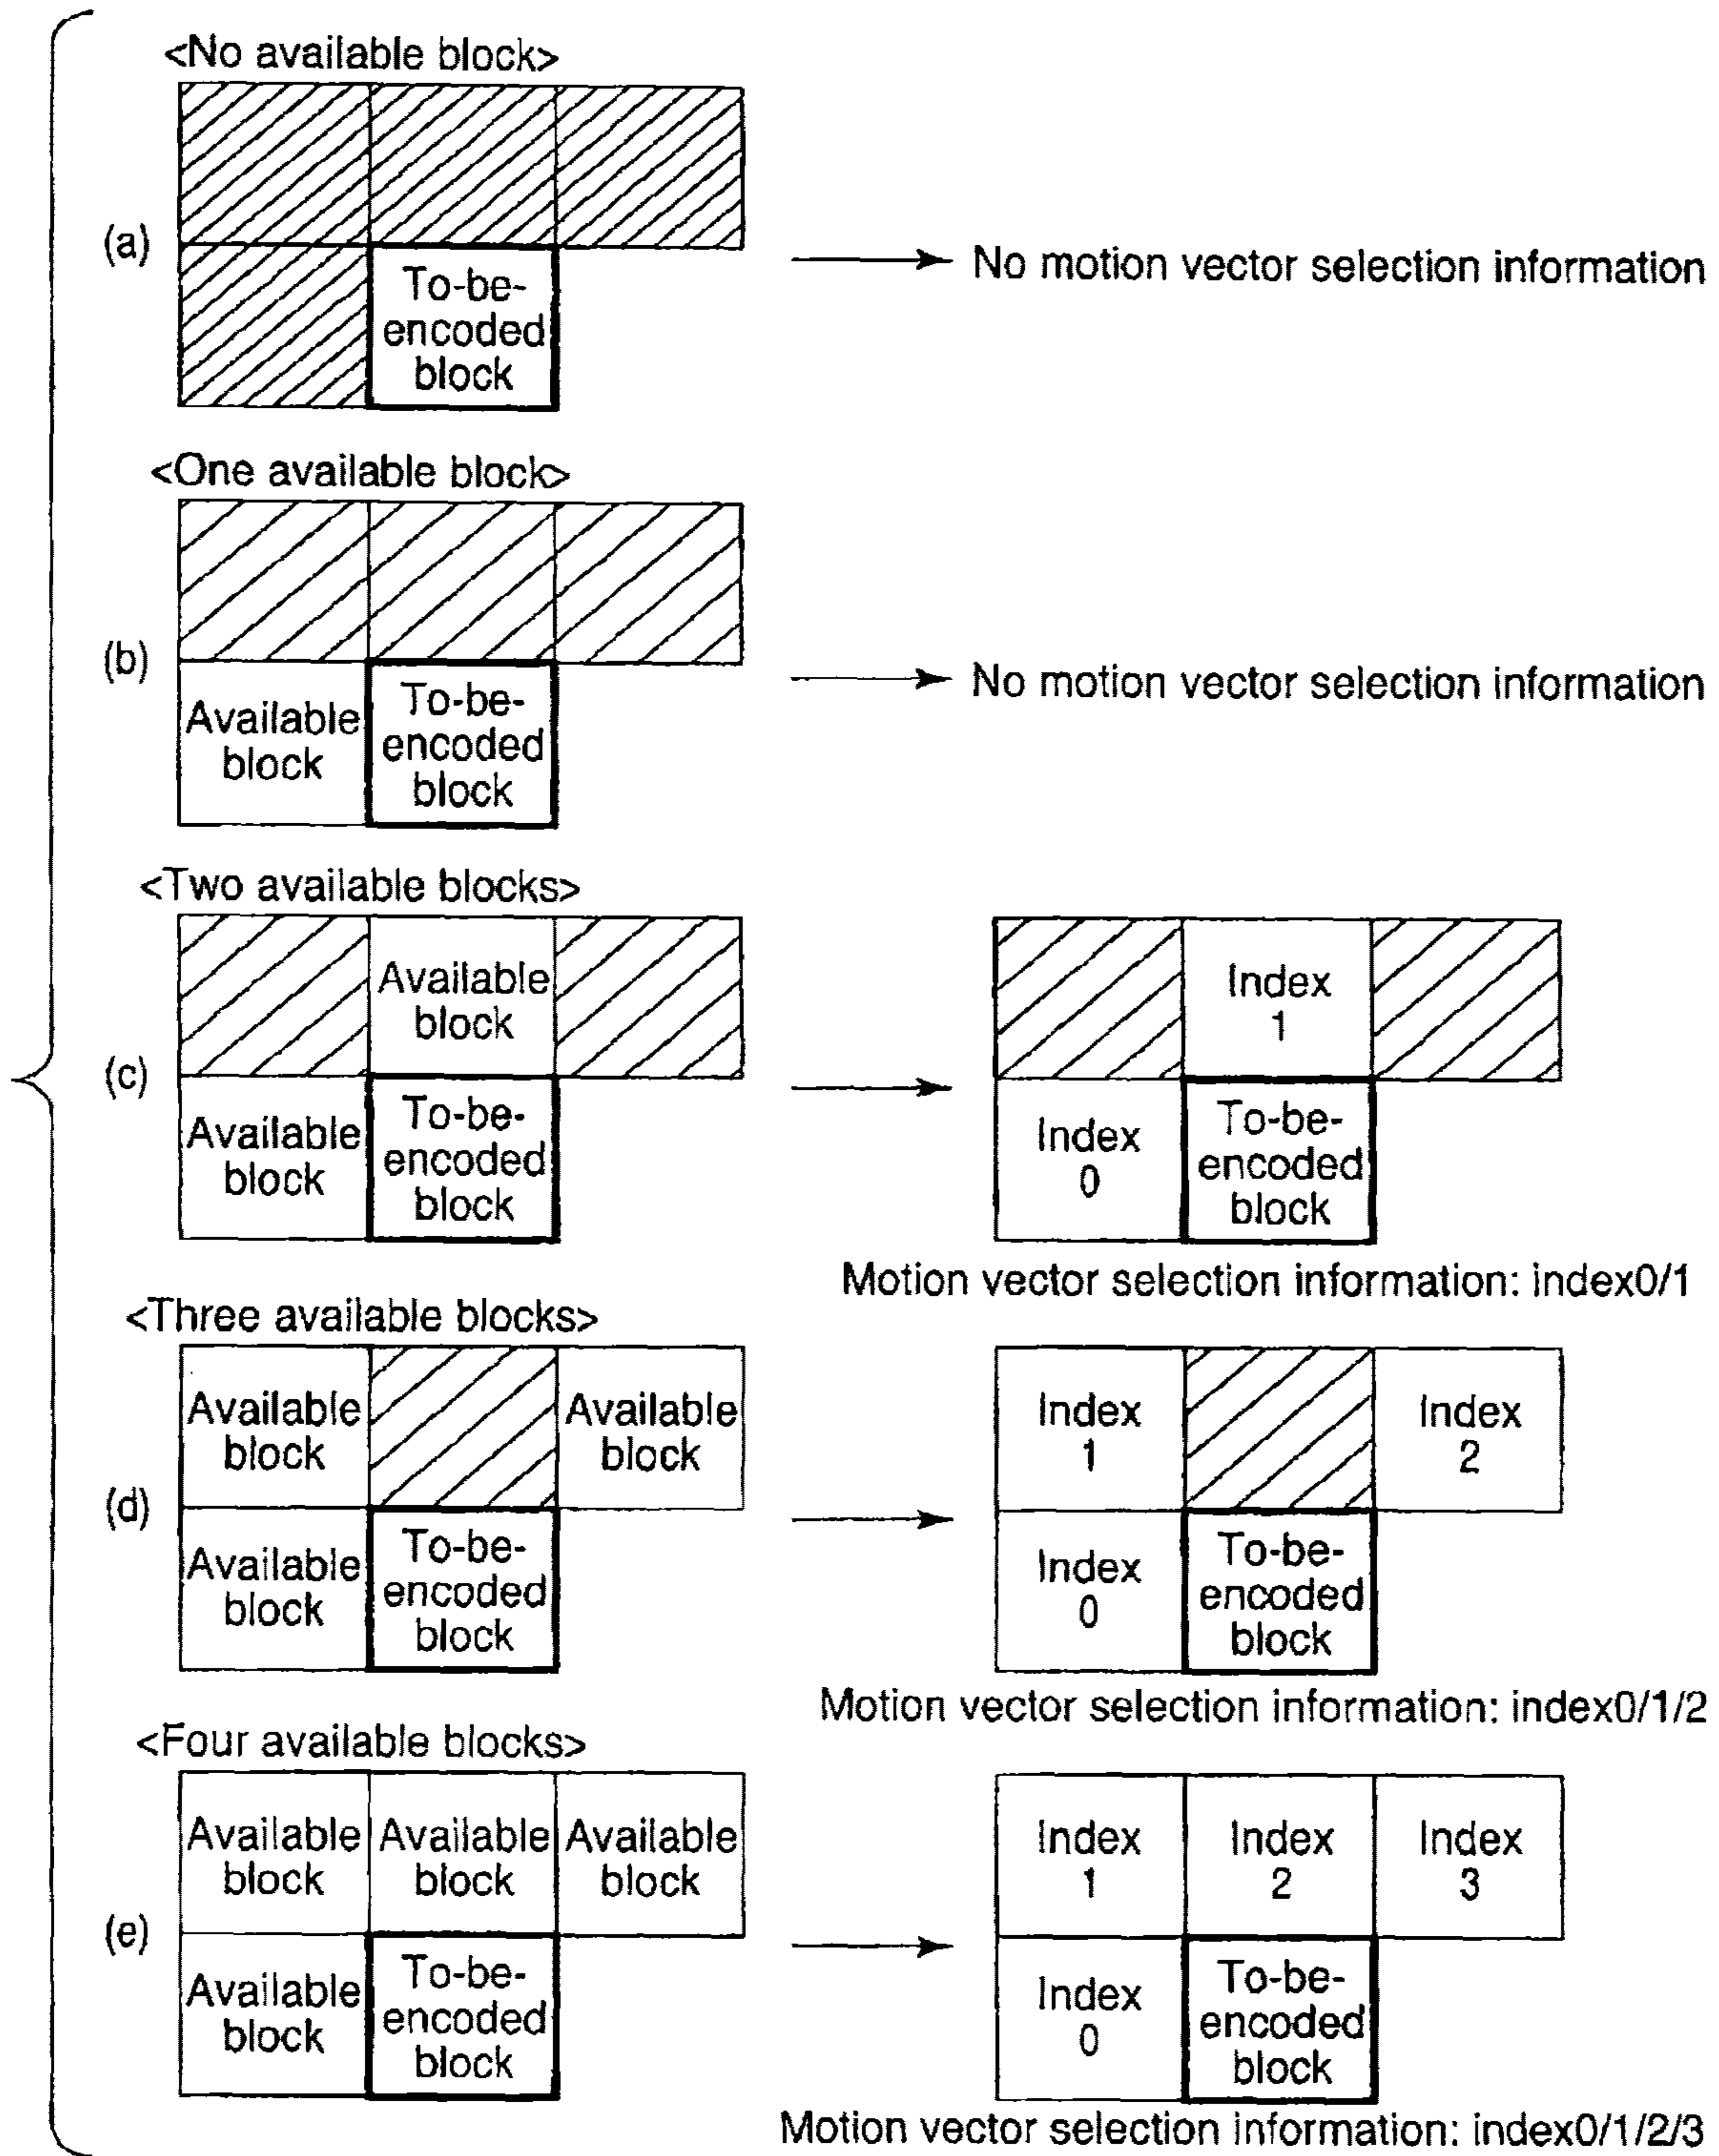 <No available block>
(a)
To-be-
encoded
block
No motion vector selection information
<One available block>
(b)
Available
block
To-be-
encoded
block
No motion vector selection information
<Two available blocks>
(c)
Available
block
Available
block
To-be-
encoded
block
Index
1
Index
0
To-be-
encoded
block
Motion vector selection information: index0/1
<Three available blocks>
(d)
Available
block
Available
block
Available
block
To-be-
encoded
block
Index
1
Index
2
Index
0
To-be-
encoded
block
Motion vector selection information: index0/1/2
<Four available blocks>
(e)
Available
block
Available
block
Available
block
Available
block
To-be-
encoded
block
Index
1
Index
2
Index
3
Index
0
To-be-
encoded
block
Motion vector selection information: index0/1/2/3